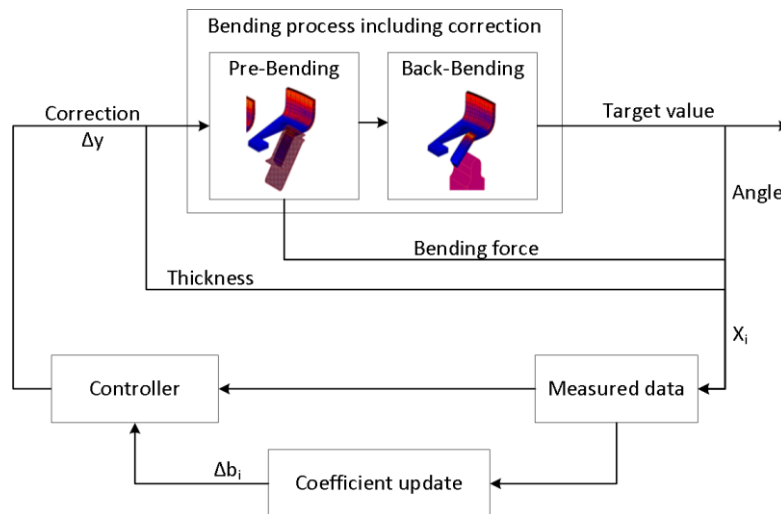 Bending process including correction
Pre-Bending
Back-Bending
Correction
Δy
Target value
Angle
Bending force
Thickness
Xi
Controller
Measured data
Δbi
Coefficient update